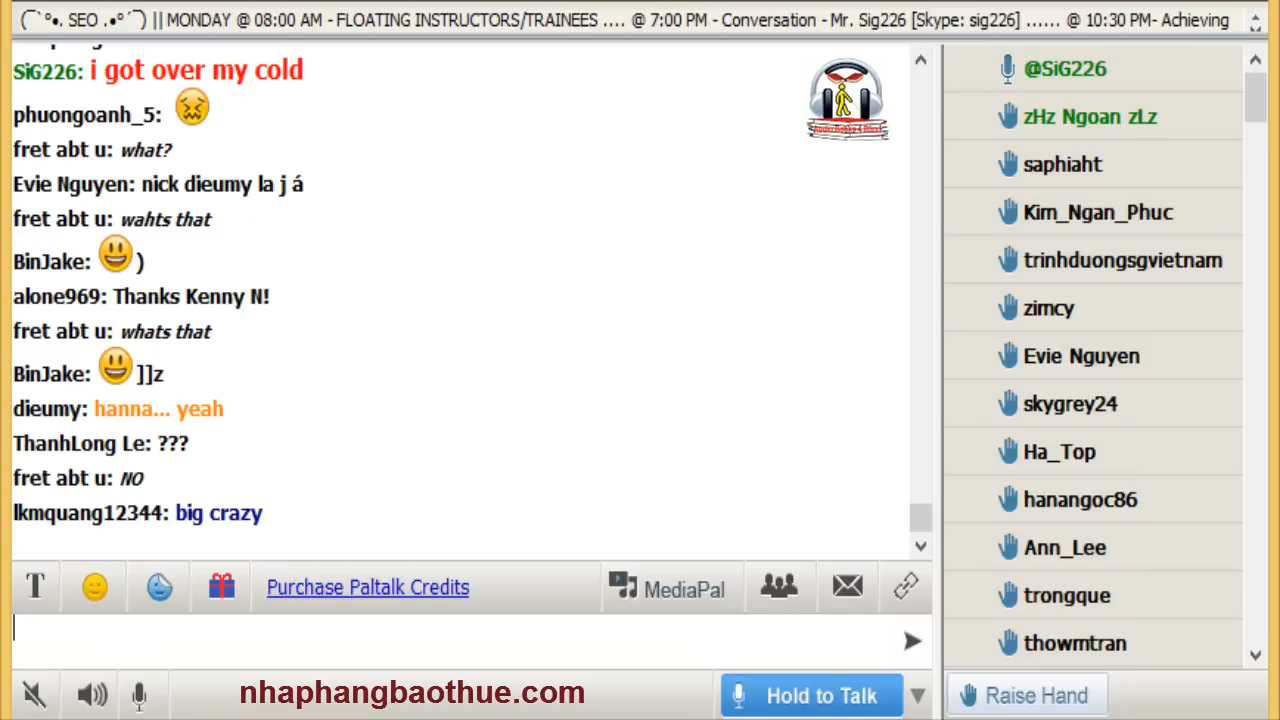 (¯`°•. SEO .•°´¯) || MONDAY @ 08:00 AM - FLOATING INSTRUCTORS/TRAINEES .... @ 7:00 PM - Conversation - Mr. Sig226 [Skype: sig226] ...... @ 10:30 PM- Achieving
SiG226: i got over my cold
phuongoanh_5:
fret abt u: what?
Evie Nguyen: nick dieumy la j á
fret abt u: wahts that
BinJake: )
alone969: Thanks Kenny N!
fret abt u: whats that
BinJake: ]]z
dieumy: hanna... yeah
ThanhLong Le: ???
fret abt u: NO
lkmquang12344: big crazy
T
Purchase Paltalk Credits
MediaPal
nhaphangbaothue.com
Hold to Talk
@SiG226
zHz Ngoan zLz
saphiaht
Kim_Ngan_Phuc
trinhduongsgvietnam
zimcy
Evie Nguyen
skygrey24
Ha_Top
hanangoc86
Ann_Lee
trongque
thowmtran
Raise Hand